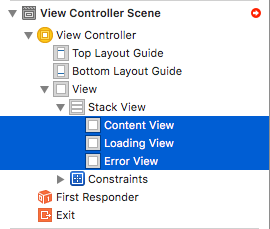 View Controller Scene
View Controller
Top Layout Guide
Bottom Layout Guide
View
Stack View
Content View
Loading View
Error View
Constraints
First Responder
Exit